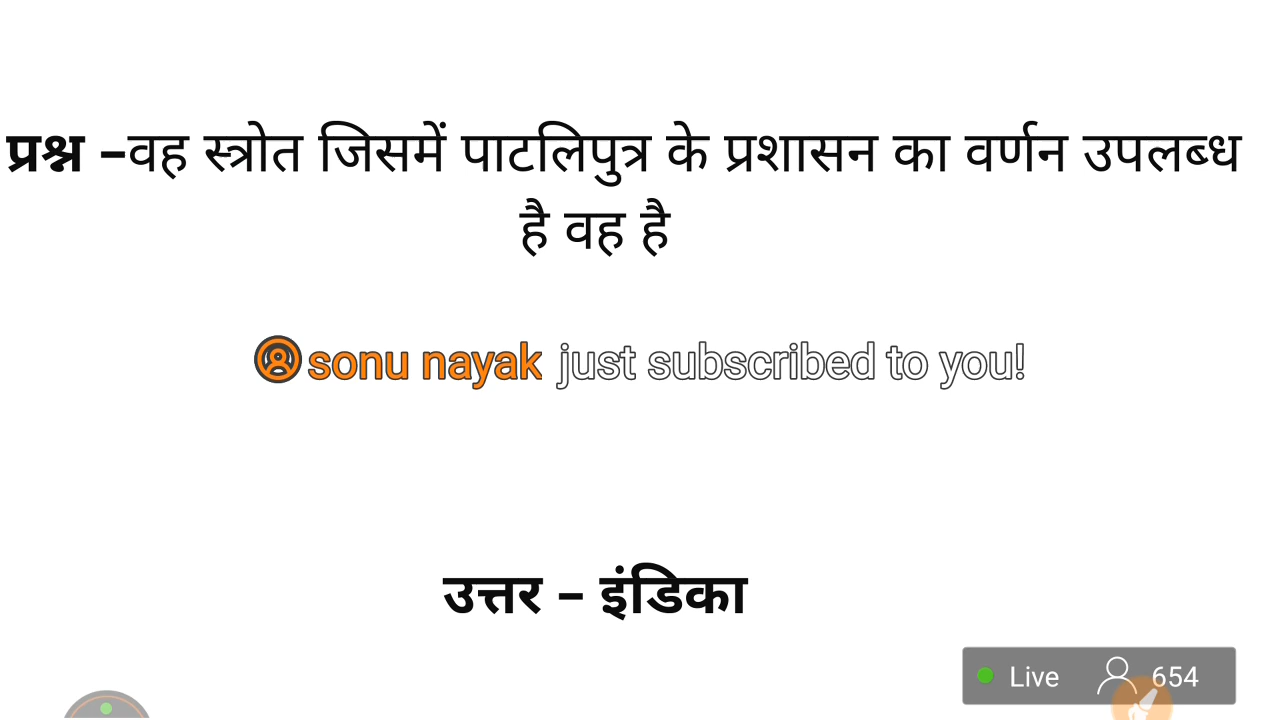 प्रश्न –वह स्त्रोत जिसमें पाटलिपुत्र के प्रशासन का वर्णन उपलब्ध
है वह है
sonu nayak just subscribed to you!
उत्तर – इंडिका
Live 654